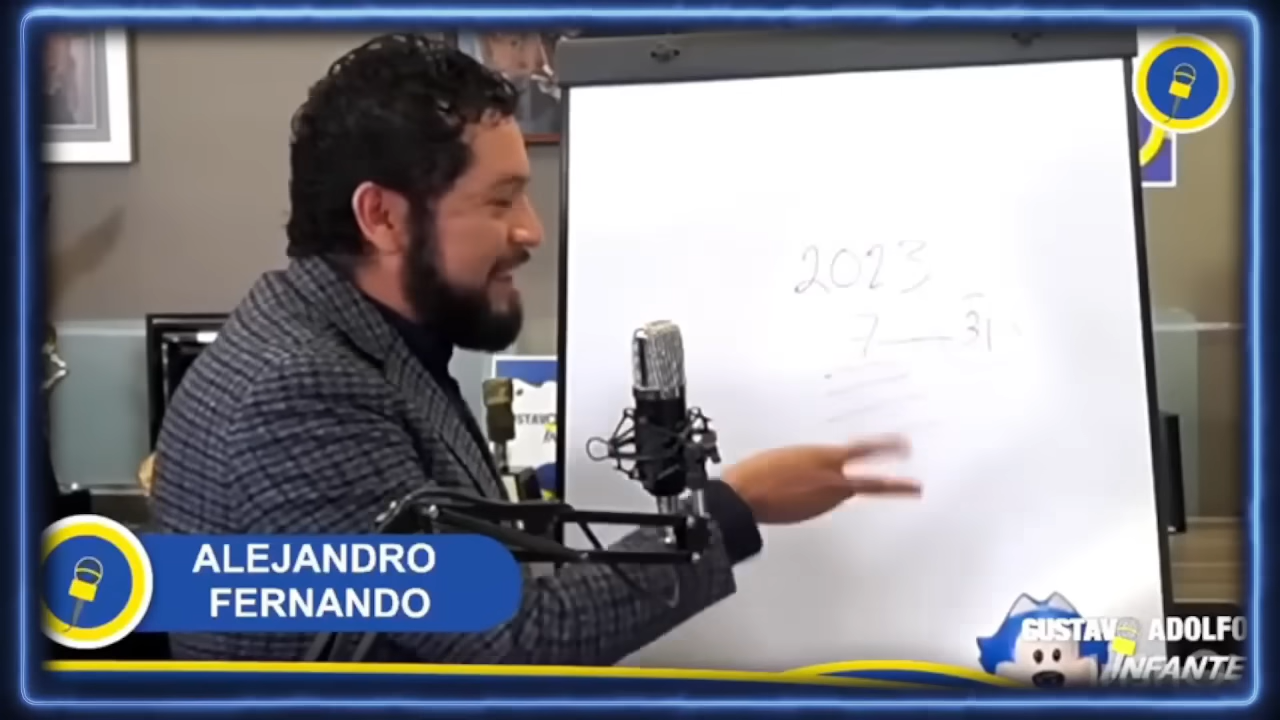 2023
7 — 31
ALEJANDRO
FERNANDO
GUSTAVO ADOLFO
INFANTE